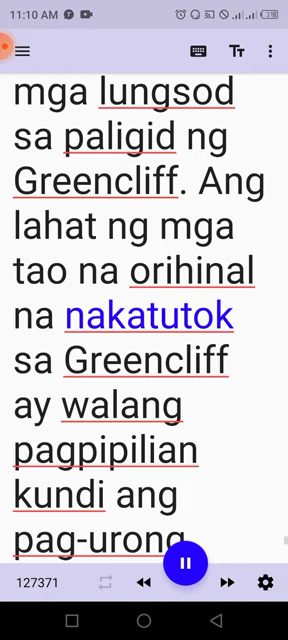 11:10 AM
mga lungsod
sa paligid ng
Greencliff. Ang
lahat ng mga
tao na orihinal
na nakatutok
sa Greencliff
ay walang
pagpipilian
kundi ang
pag-urong
127371